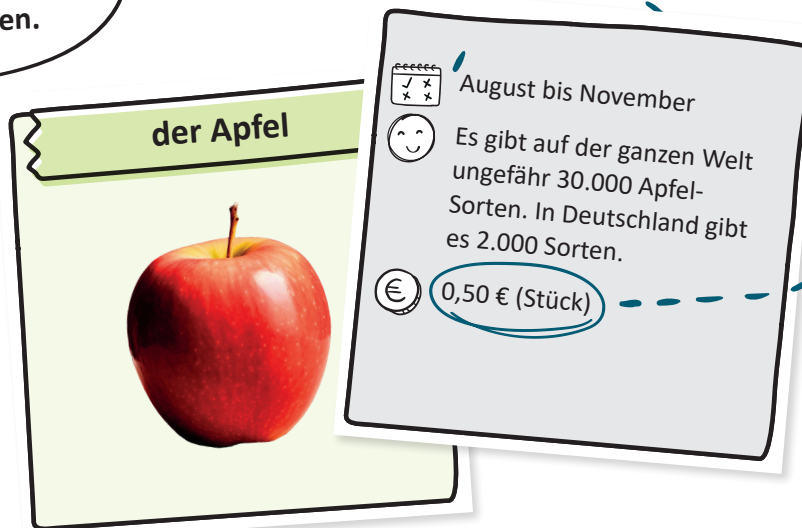 en.
der Apfel
August bis November
Es gibt auf der ganzen Welt
ungefähr 30.000 Apfel-
Sorten. In Deutschland gibt
es 2.000 Sorten.
0,50 € (Stück)